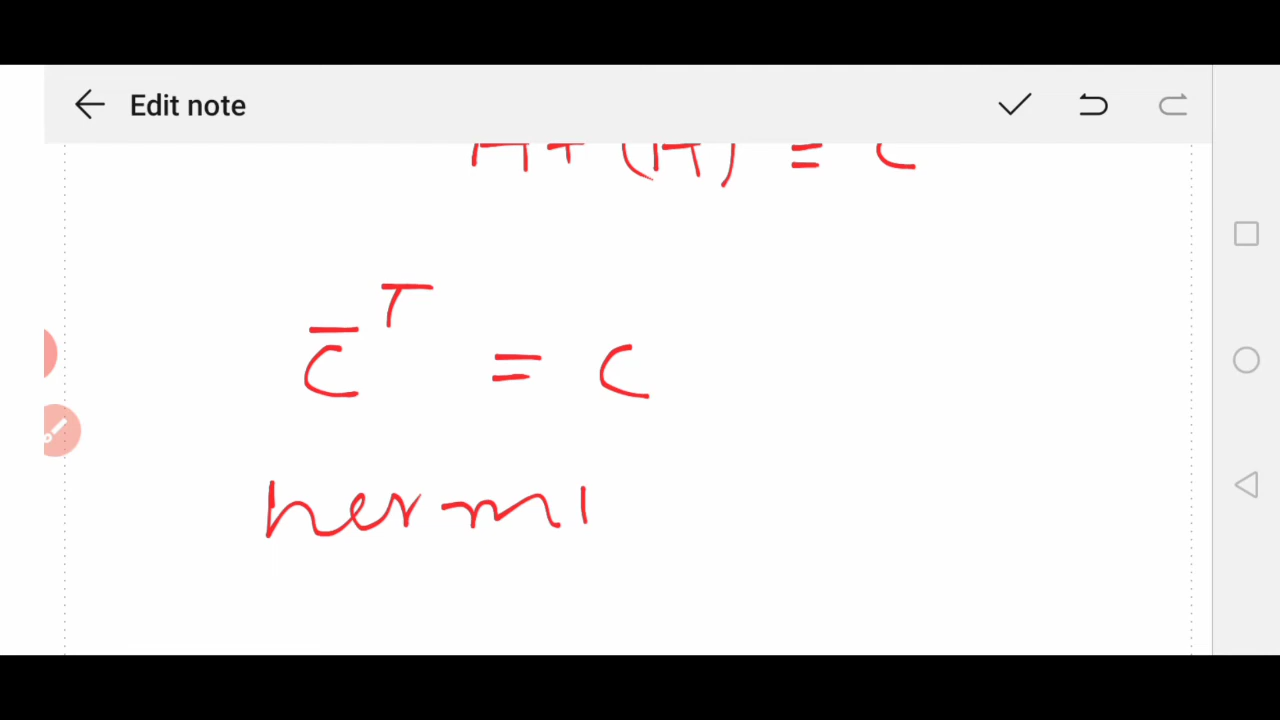 Edit note
C̅ᵀ = C
hermi